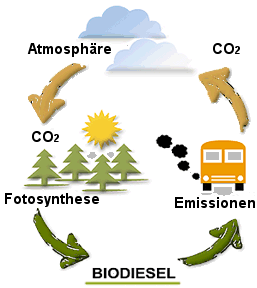 Atmosphäre CO2
CO2
Fotosynthese Emissionen
BIODIESEL